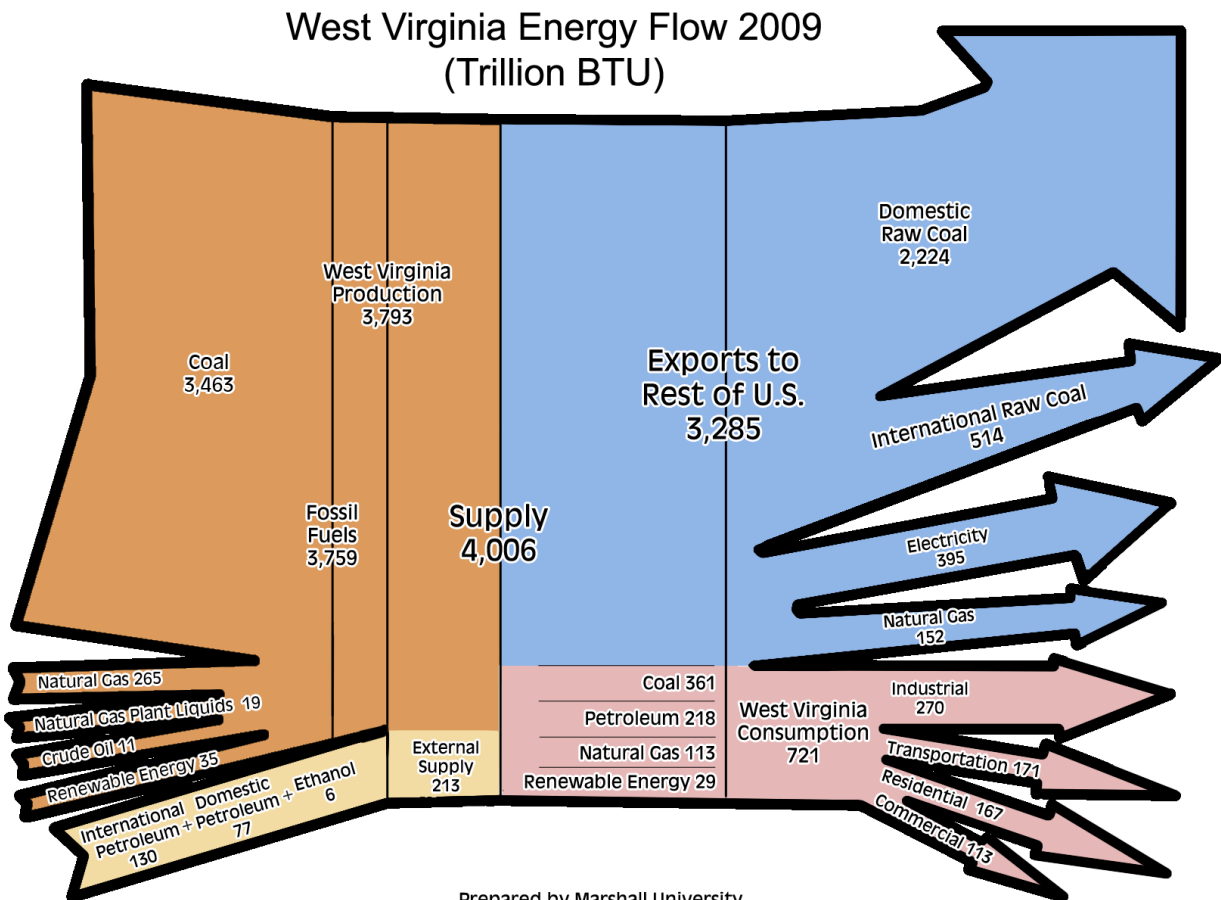 West Virginia Energy Flow 2009
(Trillion BTU)
Coal
3,463
West Virginia
Production
3,793
Fossil
Fuels
3,759
Supply
4,006
Natural Gas 265
Natural Gas Plant Liquids 19
Crude Oil 11
Renewable Energy 35
International Domestic
Petroleum + Petroleum + Ethanol
130 77 6
External
Supply
213
Exports to
Rest of U.S.
3,285
Domestic
Raw Coal
2,224
International Raw Coal
514
Electricity
395
Natural Gas
152
Coal 361
Petroleum 218
Natural Gas 113
Renewable Energy 29
West Virginia
Consumption
721
Industrial
270
Transportation 171
Residential 167
Commercial 113
Prepared by Marshall University